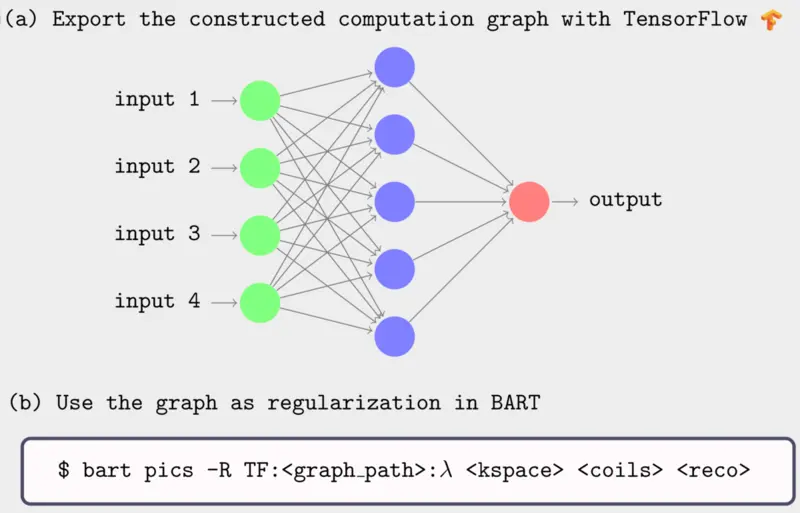 (a) Export the constructed computation graph with TensorFlow
input 1
input 2
input 3
output
input 4
(b) Use the graph as regularization in BART
$ bart pics -R TF:<graph_path>:λ <kspace> <coils> <reco>